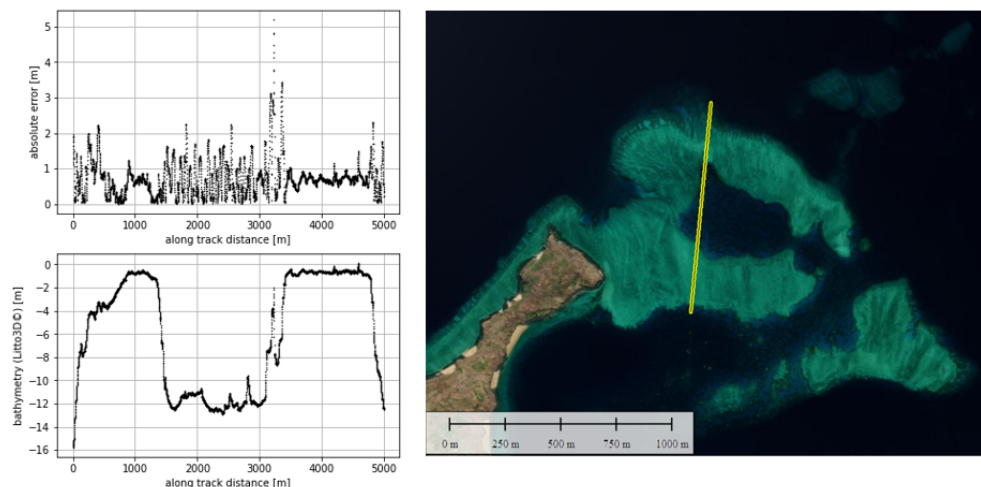 absolute error [m]
5
4
3
2
1
0
0 1000 2000 3000 4000 5000
along track distance [m]
bathymetry (Litto3D©) [m]
0
−2
−4
−6
−8
−10
−12
−14
−16
0 1000 2000 3000 4000 5000
along track distance [m]
0 m 250 m 500 m 750 m 1000 m